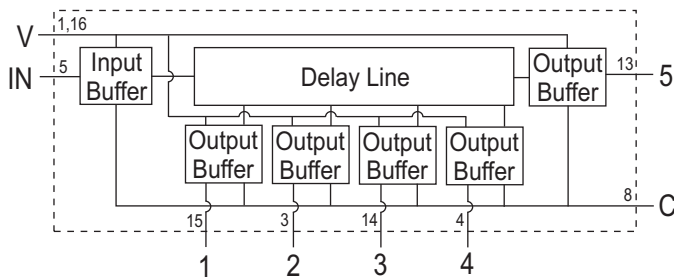 V 1,16
IN 5
Input
Buffer
Delay Line
Output
Buffer
13 5
Output
Buffer
Output
Buffer
Output
Buffer
Output
Buffer
8 C
15
3
14
4
1
2
3
4